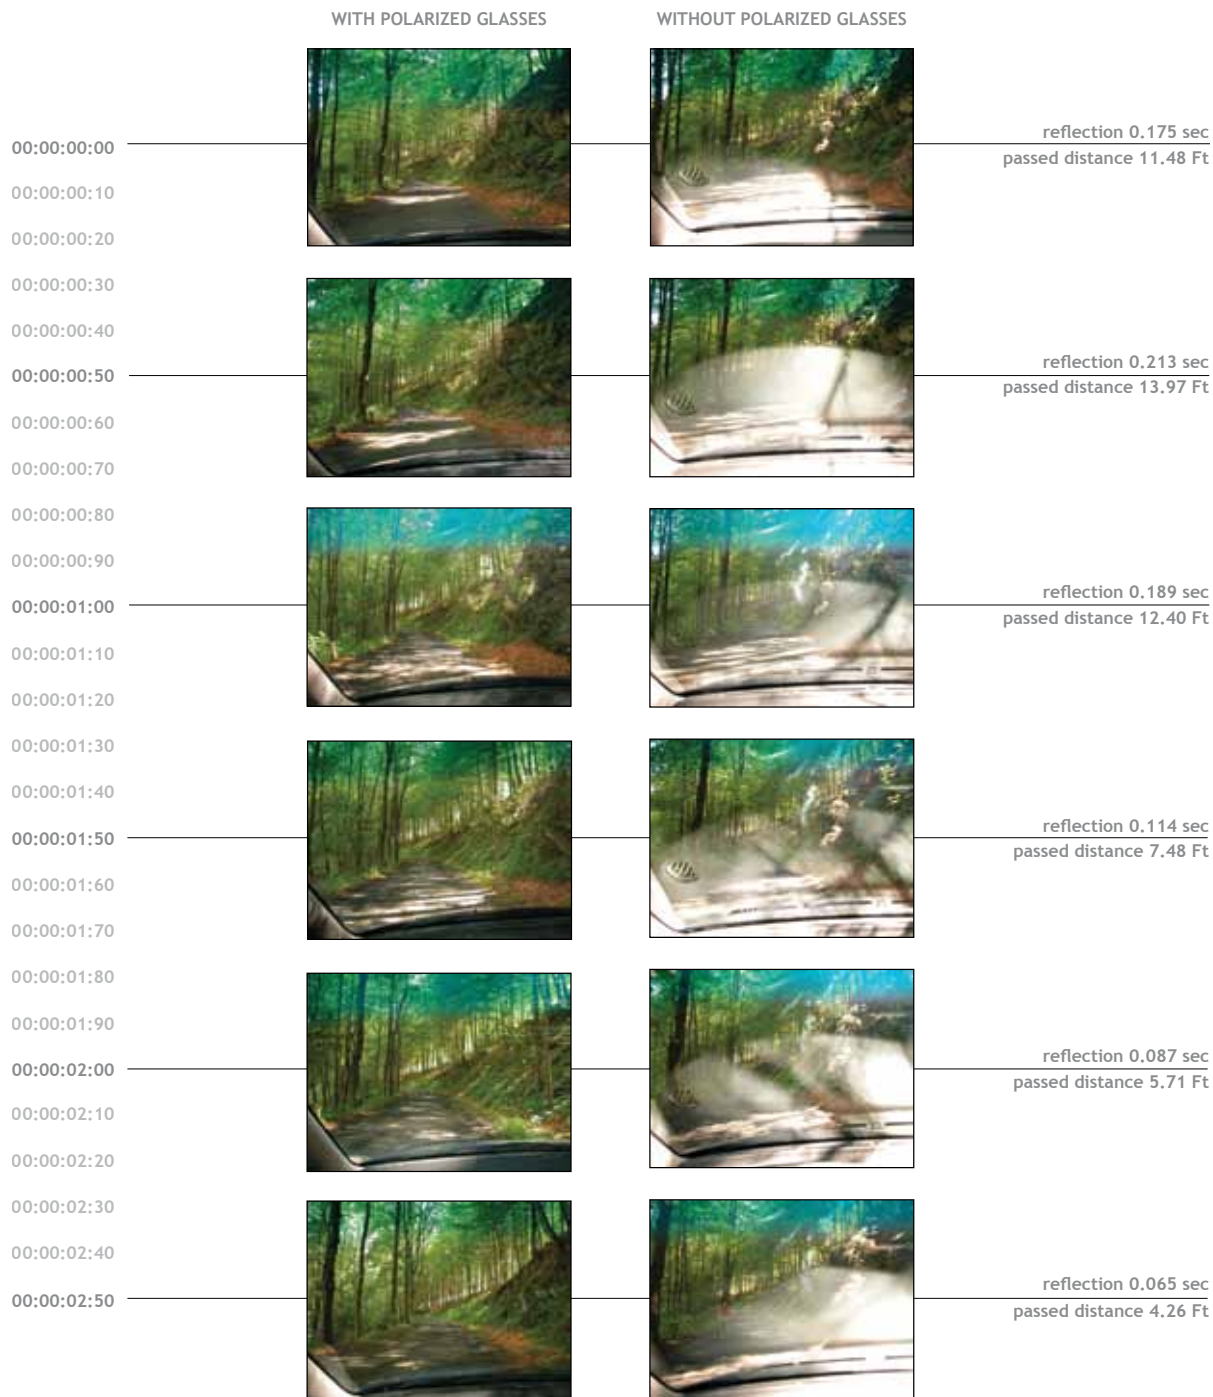 WITH POLARIZED GLASSES
WITHOUT POLARIZED GLASSES
00:00:00:00
reflection 0.175 sec
passed distance 11.48 Ft
00:00:00:10
00:00:00:20
00:00:00:30
00:00:00:40
00:00:00:50
reflection 0.213 sec
passed distance 13.97 Ft
00:00:00:60
00:00:00:70
00:00:00:80
00:00:00:90
00:00:01:00
reflection 0.189 sec
passed distance 12.40 Ft
00:00:01:10
00:00:01:20
00:00:01:30
00:00:01:40
00:00:01:50
reflection 0.114 sec
passed distance 7.48 Ft
00:00:01:60
00:00:01:70
00:00:01:80
00:00:01:90
00:00:02:00
reflection 0.087 sec
passed distance 5.71 Ft
00:00:02:10
00:00:02:20
00:00:02:30
00:00:02:40
00:00:02:50
reflection 0.065 sec
passed distance 4.26 Ft